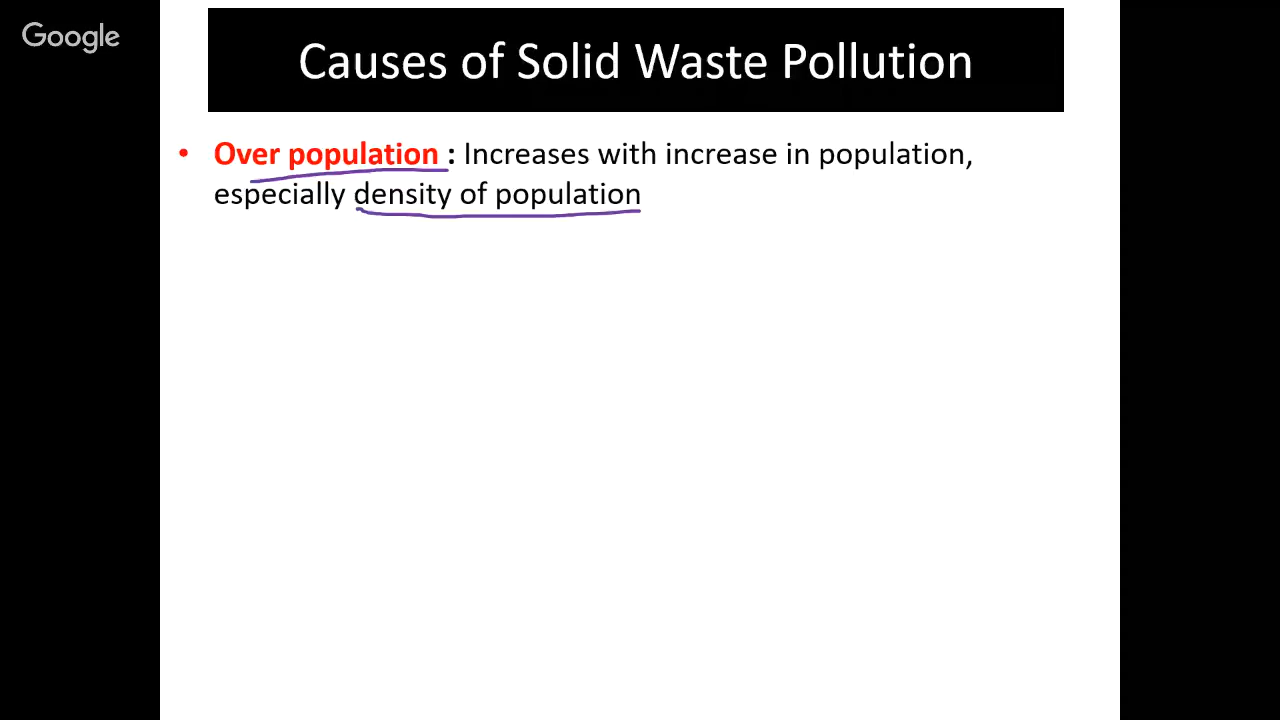 Google
Causes of Solid Waste Pollution
• Over population : Increases with increase in population,
especially density of population